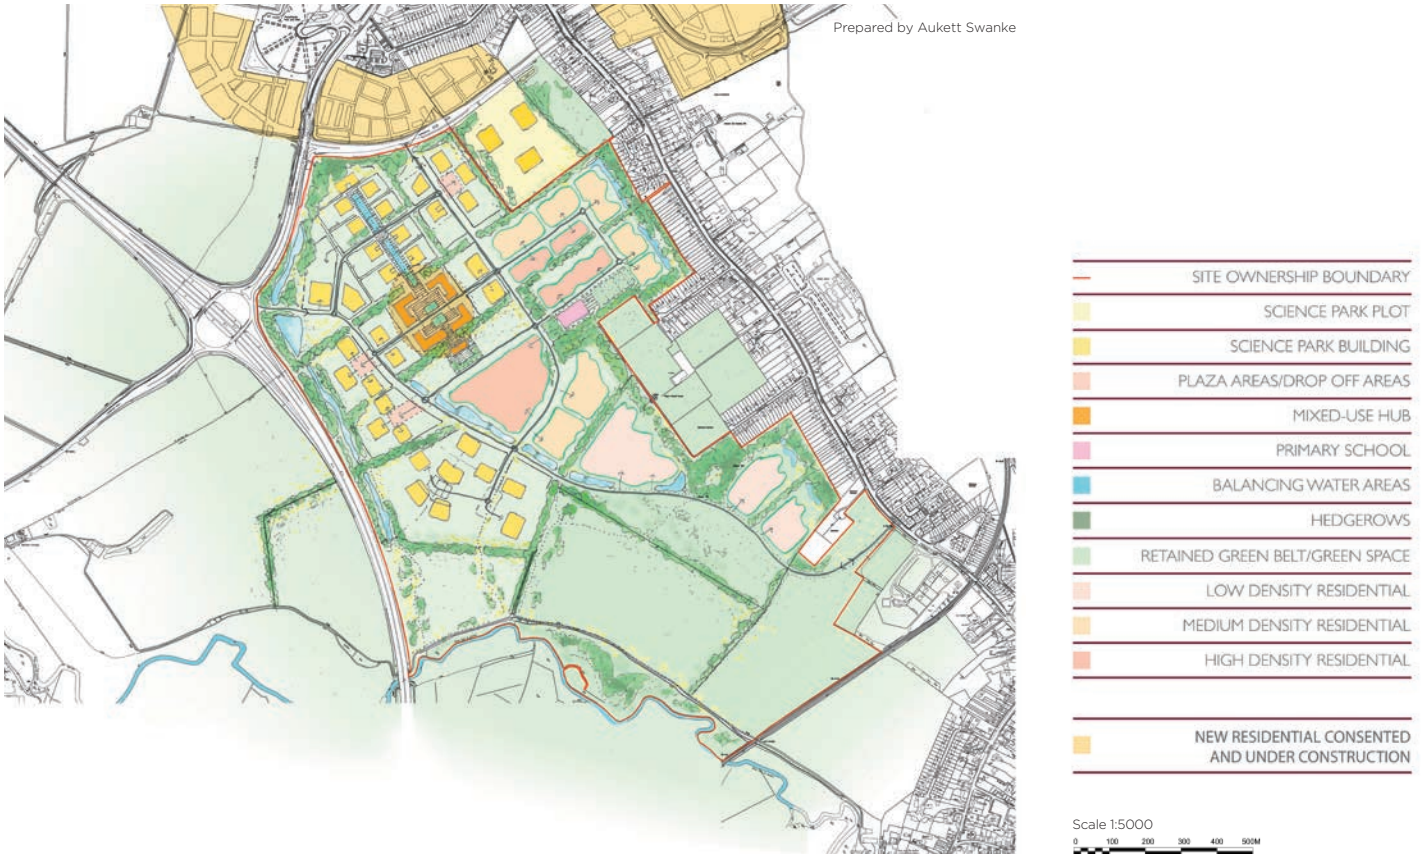 Prepared by Aukett Swanke
SITE OWNERSHIP BOUNDARY
SCIENCE PARK PLOT
SCIENCE PARK BUILDING
PLAZA AREAS/DROP OFF AREAS
MIXED-USE HUB
PRIMARY SCHOOL
BALANCING WATER AREAS
HEDGEROWS
RETAINED GREEN BELT/GREEN SPACE
LOW DENSITY RESIDENTIAL
MEDIUM DENSITY RESIDENTIAL
HIGH DENSITY RESIDENTIAL
NEW RESIDENTIAL CONSENTED
AND UNDER CONSTRUCTION
Scale 1:5000
0 100 200 300 400 500M